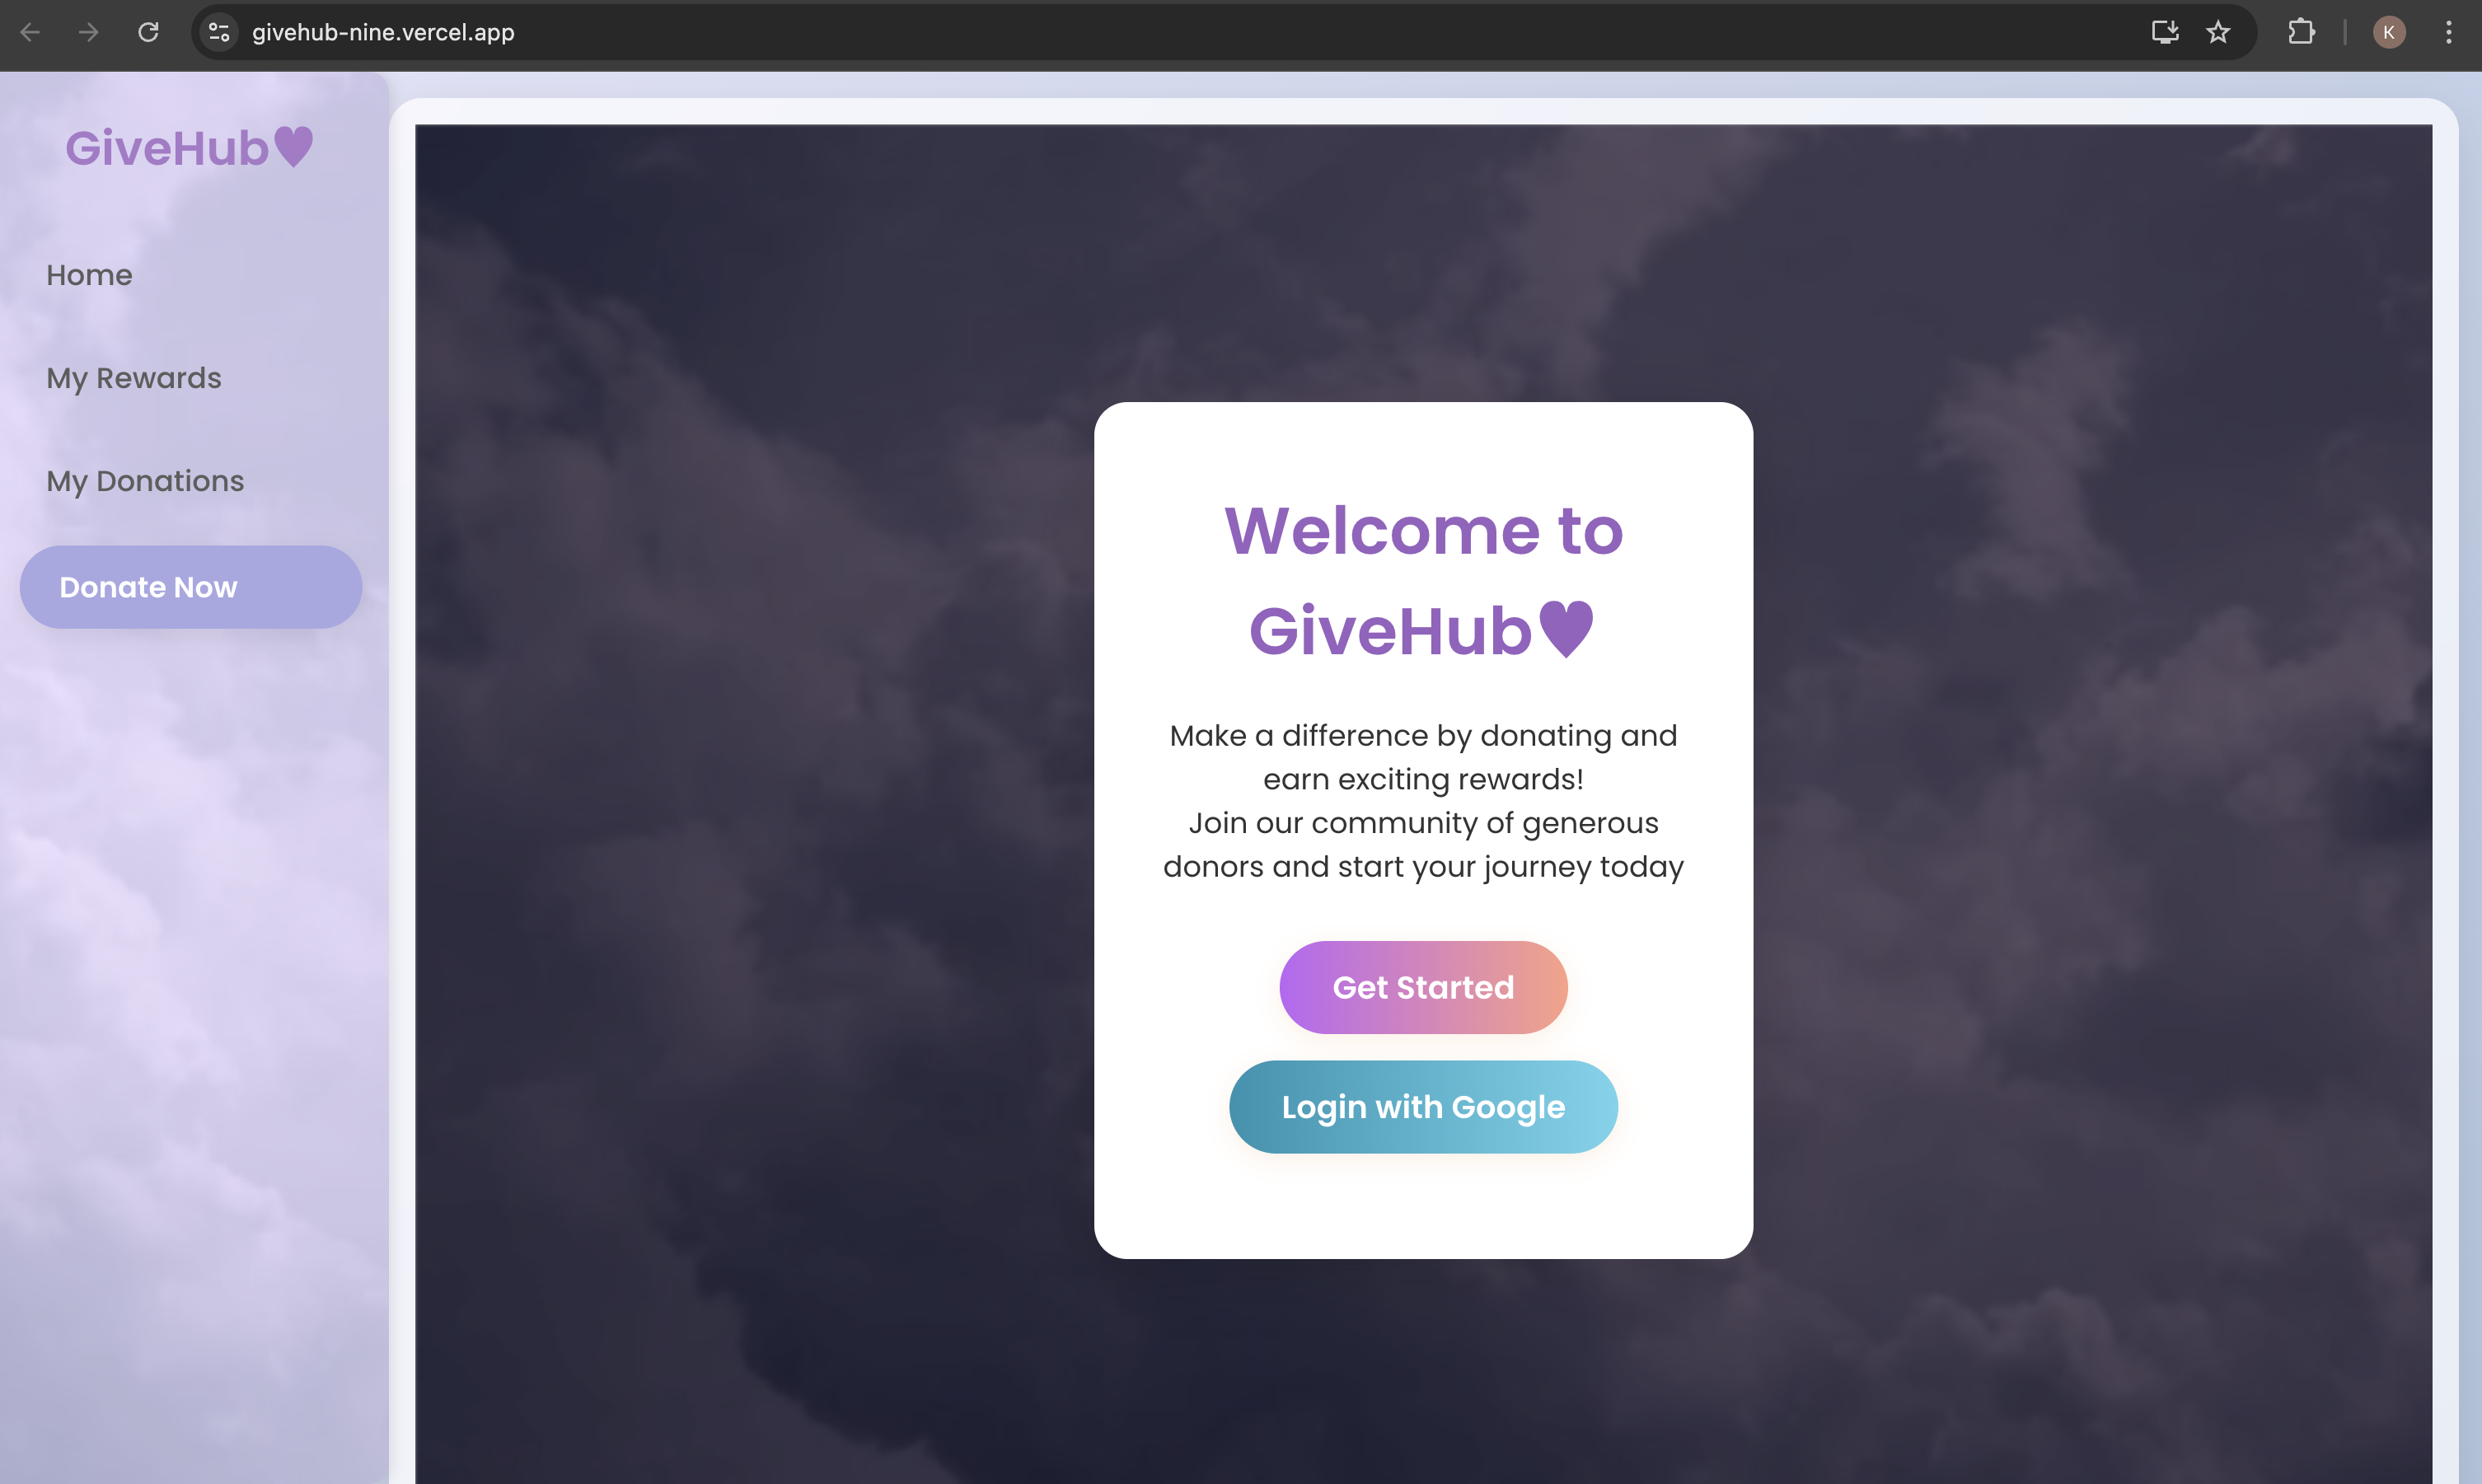 givehub-nine.vercel.app
K
GiveHub♥
Home
My Rewards
My Donations
Donate Now
Welcome to
GiveHub♥
Make a difference by donating and
earn exciting rewards!
Join our community of generous
donors and start your journey today
Get Started
Login with Google